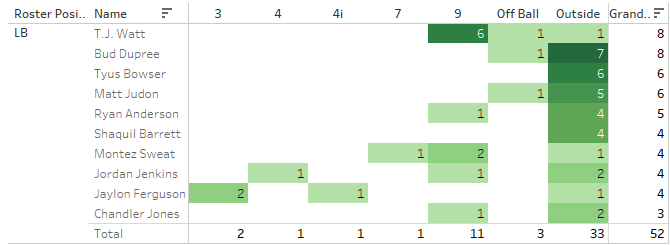 Roster Posi.. Name 3 4 4i 7 9 Off Ball Outside Grand..
LB T.J. Watt 6 1 1 8
Bud Dupree 1 7 8
Tyus Bowser 6 6
Matt Judon 1 5 6
Ryan Anderson 1 4 5
Shaquil Barrett 4 4
Montez Sweat 1 2 1 4
Jordan Jenkins 1 1 2 4
Jaylon Ferguson 2 1 1 4
Chandler Jones 1 2 3
Total 2 1 1 1 11 3 33 52